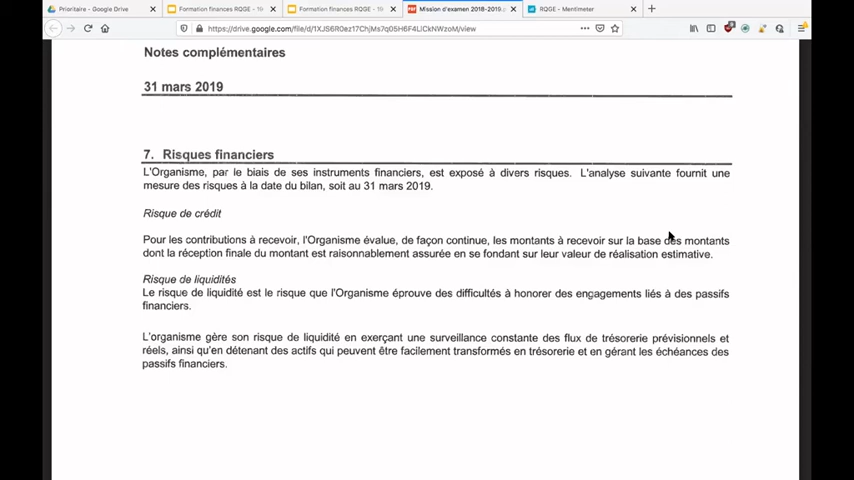 Prioritaire - Google Drive
Formation finances RQGE - 19
Formation finances RQGE - 19
Mission d'examen 2018-2019.
RQGE - Mentimeter
Notes complémentaires
31 mars 2019
7. Risques financiers
L'Organisme, par le biais de ses instruments financiers, est exposé à divers risques. L'analyse suivante fournit une
mesure des risques à la date du bilan, soit au 31 mars 2019.
Risque de crédit
Pour les contributions à recevoir, l'Organisme évalue, de façon continue, les montants à recevoir sur la base des montants
dont la réception finale du montant est raisonnablement assurée en se fondant sur leur valeur de réalisation estimative.
Risque de liquidités
Le risque de liquidité est le risque que l'Organisme éprouve des difficultés à honorer des engagements liés à des passifs
financiers.
L'organisme gère son risque de liquidité en exerçant une surveillance constante des flux de trésorerie prévisionnels et
réels, ainsi qu'en détenant des actifs qui peuvent être facilement transformés en trésorerie et en gérant les échéances des
passifs financiers.